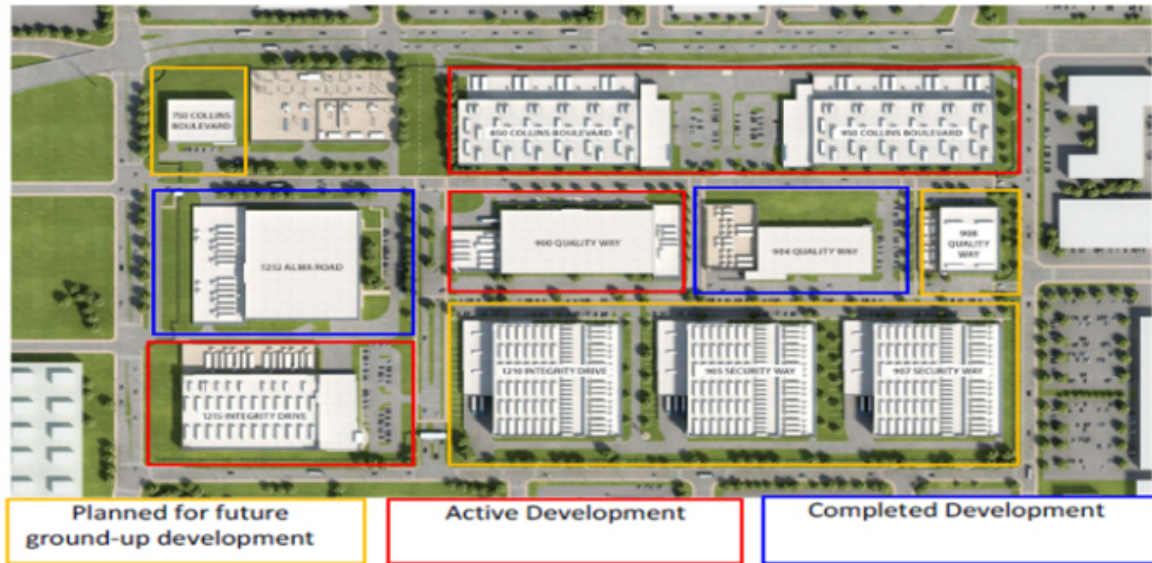 750 COLLINS
BOULEVARD
850 COLLINS BOULEVARD
950 COLLINS BOULEVARD
1232 ALMA ROAD
900 QUALITY WAY
904 QUALITY WAY
908
QUALITY
WAY
1215 INTEGRITY DRIVE
1210 INTEGRITY DRIVE
905 SECURITY WAY
907 SECURITY WAY
Planned for future
ground-up development
Active Development
Completed Development